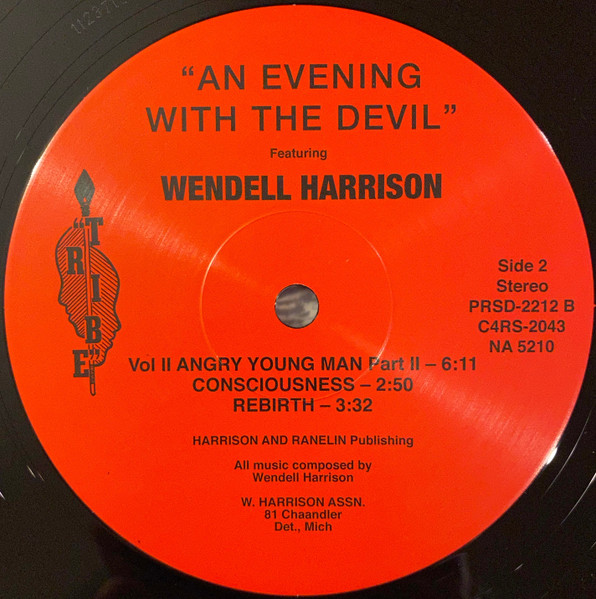 “AN EVENING
WITH THE DEVIL”
Featuring
WENDELL HARRISON
“TRIBE”
Side 2
Stereo
PRSD-2212 B
C4RS-2043
NA 5210
Vol II ANGRY YOUNG MAN Part II – 6:11
CONSCIOUSNESS – 2:50
REBIRTH – 3:32
HARRISON AND RANELIN Publishing
All music composed by
Wendell Harrison
W. HARRISON ASSN.
81 Chaandler
Det., Mich